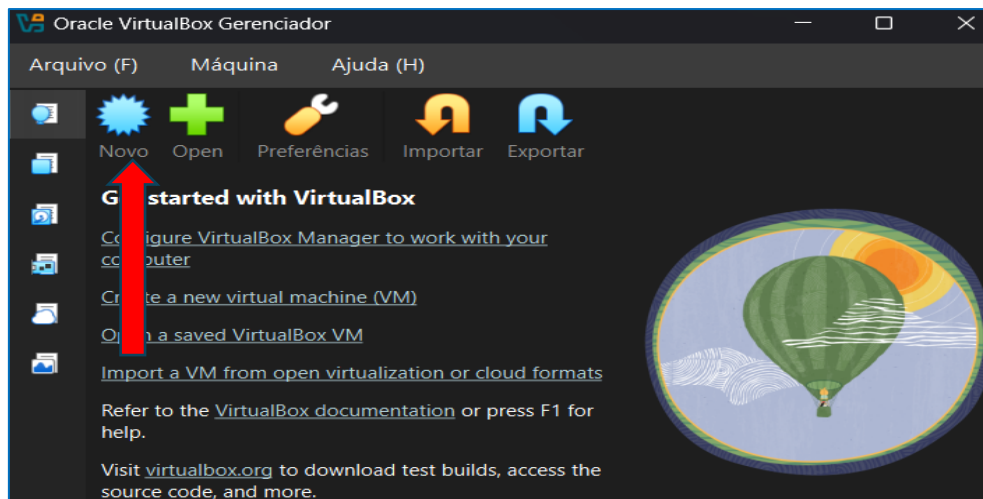 Oracle VirtualBox Gerenciador
Arquivo (F) Máquina Ajuda (H)
Novo Open Preferências Importar Exportar
started with VirtualBox
VirtualBox Manager to work with your
Create a new virtual machine (VM)
a saved VirtualBox VM
Import a VM from open virtualization or cloud formats
Refer to the VirtualBox documentation or press F1 for
help.
Visit virtualbox.org to download test builds, access the
source code, and more.